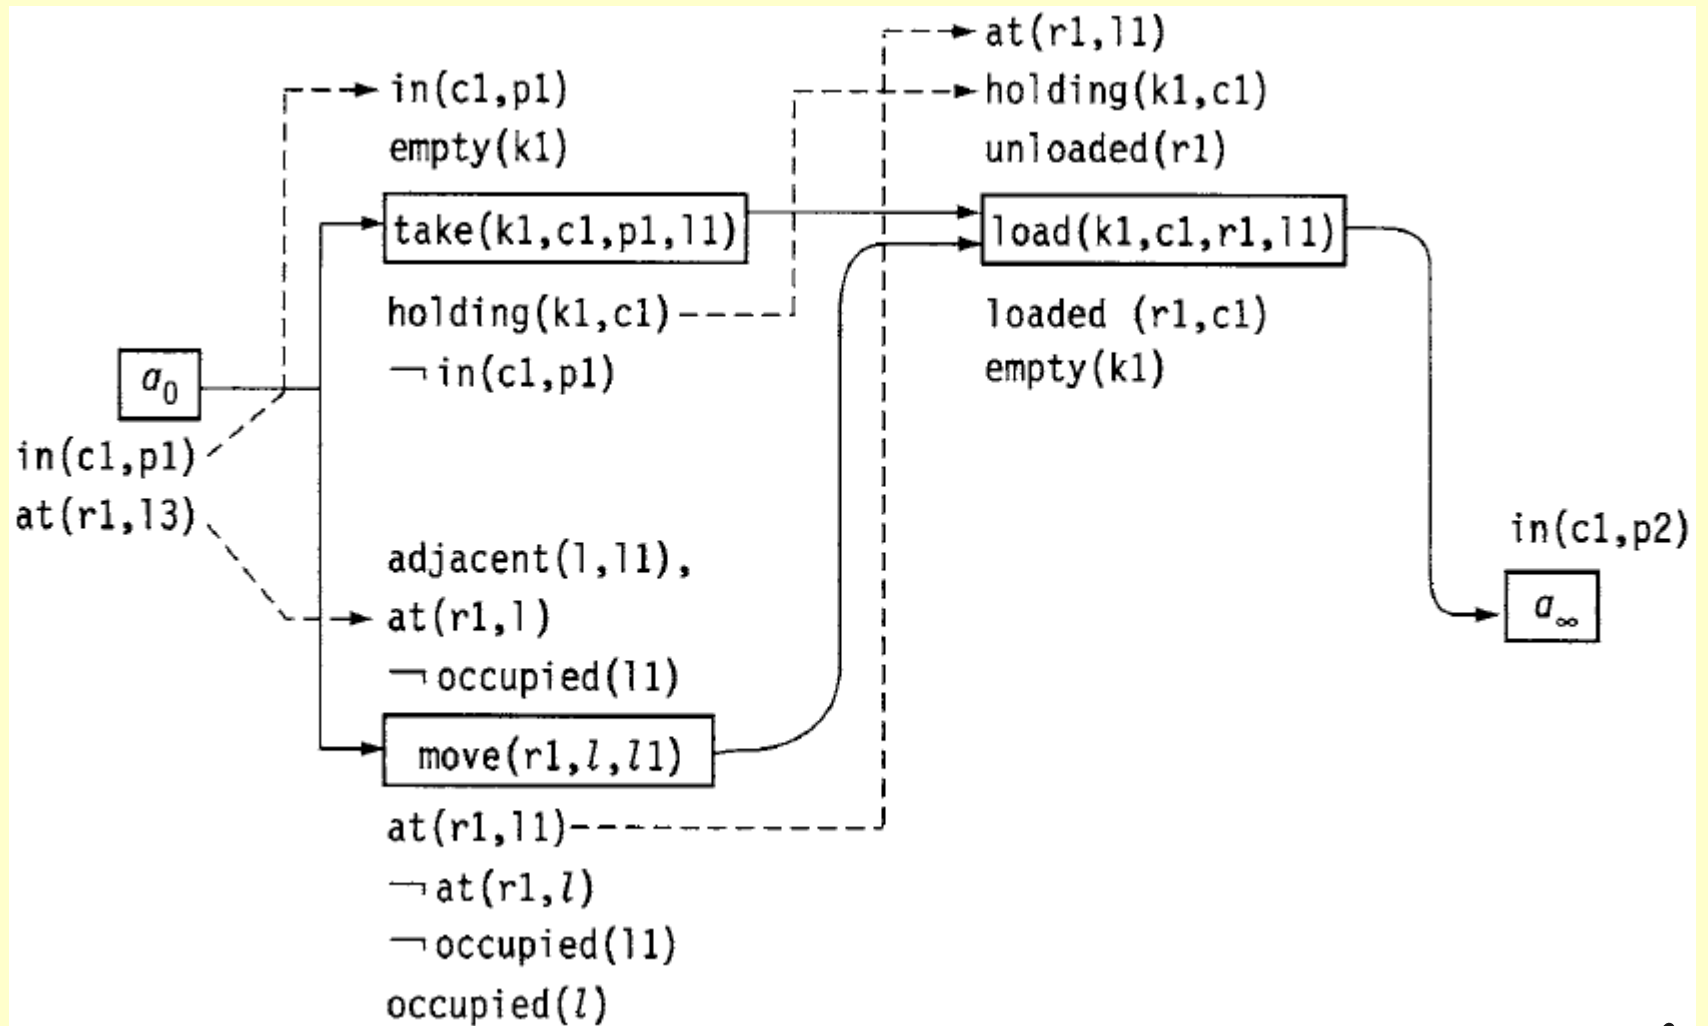 at(r1,l1)
in(c1,p1)
holding(k1,c1)
empty(k1)
unloaded(r1)
take(k1,c1,p1,l1)
load(k1,c1,r1,l1)
holding(k1,c1)
loaded (r1,c1)
¬ in(c1,p1)
empty(k1)
a₀
in(c1,p1)
at(r1,l3)
in(c1,p2)
adjacent(l,l1),
at(r1,l)
a∞
¬ occupied(l1)
move(r1,l,l1)
at(r1,l1)
¬ at(r1,l)
¬ occupied(l1)
occupied(l)